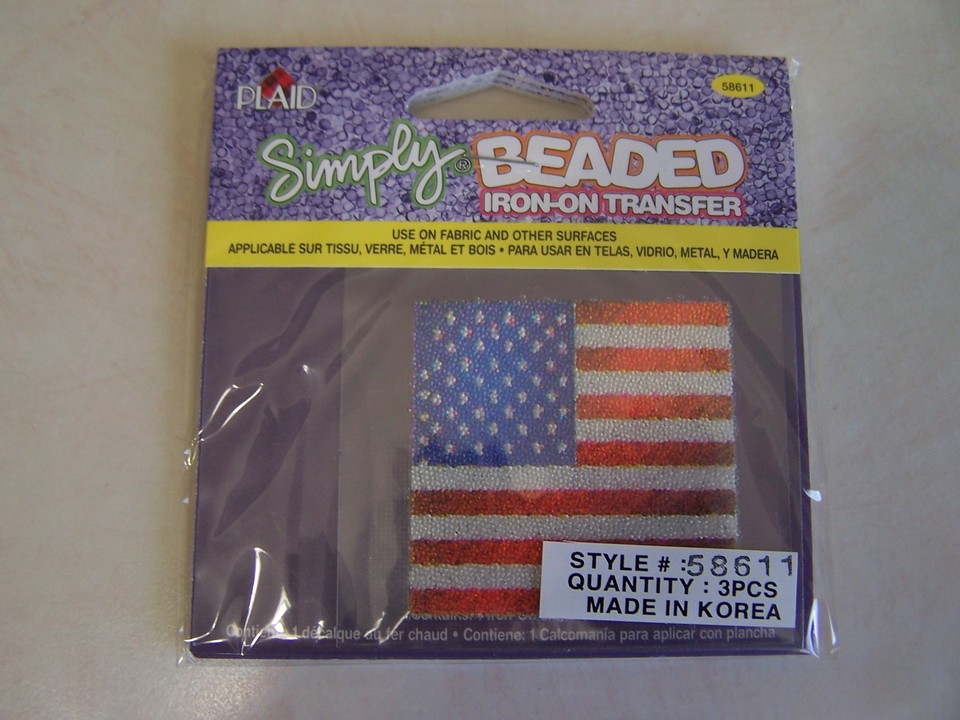 PLAID
58611
Simply® BEADED
IRON-ON TRANSFER
USE ON FABRIC AND OTHER SURFACES
APPLICABLE SUR TISSU, VERRE, MÉTAL ET BOIS • PARA USAR EN TELAS, VIDRIO, METAL, Y MADERA
STYLE # :58611
QUANTITY : 3PCS
MADE IN KOREA
Contient: 1 décalque au fer chaud • Contiene: 1 Calcomanía para aplicar con plancha